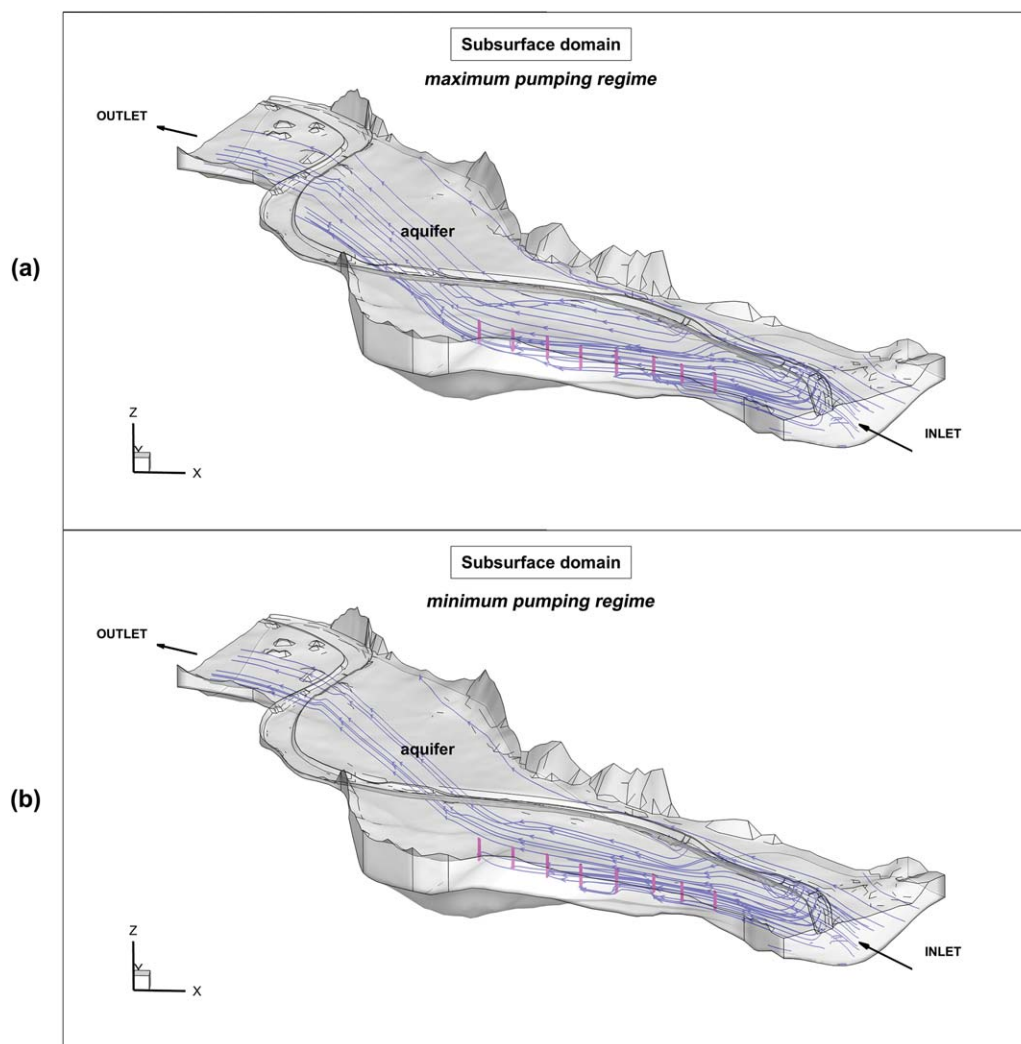 (a)
Subsurface domain
maximum pumping regime
OUTLET
aquifer
INLET
Z
Y
X
(b)
Subsurface domain
minimum pumping regime
OUTLET
aquifer
INLET
Z
Y
X